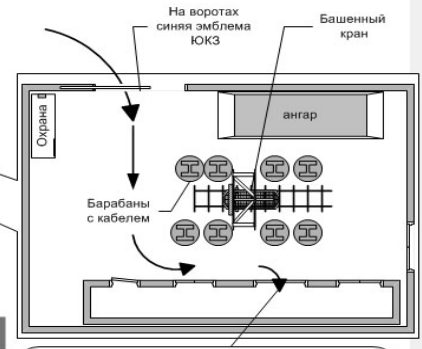 На воротах
синяя эмблема
ЮКЗ
Башенный
кран
Охрана
ангар
Барабаны
с кабелем